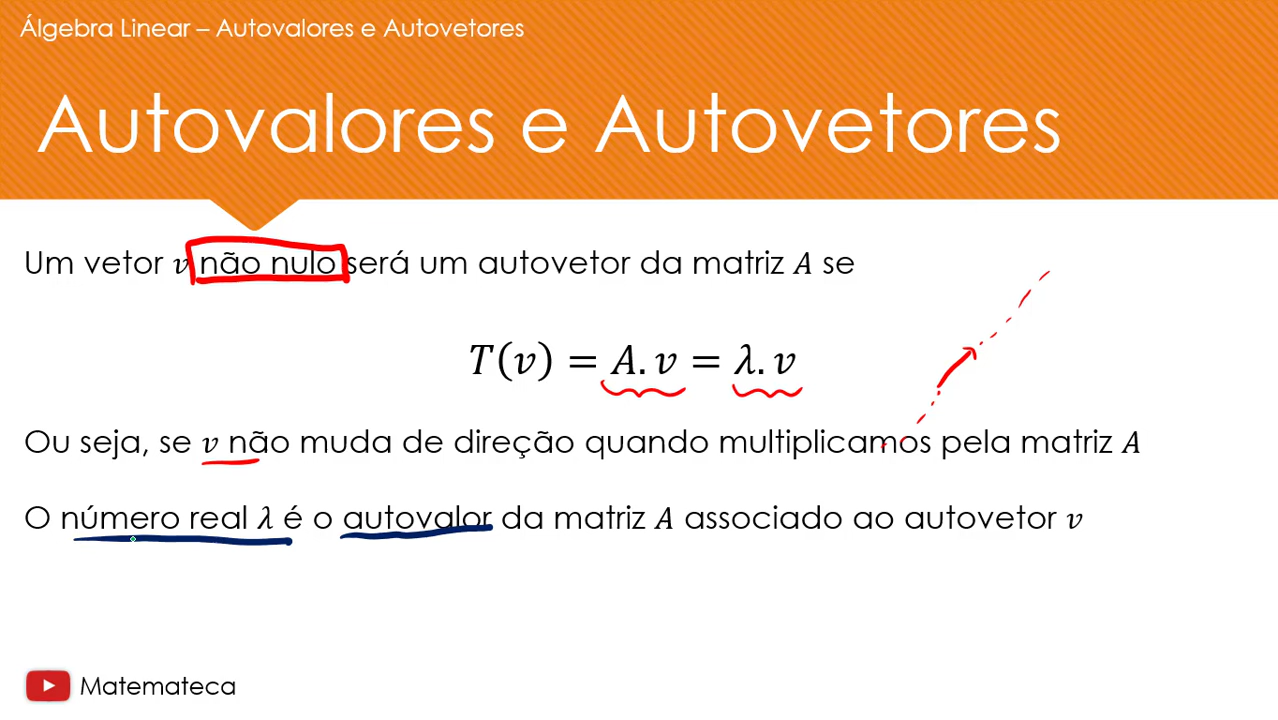 Álgebra Linear – Autovalores e Autovetores
Autovalores e Autovetores
Um vetor v não nulo será um autovetor da matriz A se
T(v) = A. v = λ. v
Ou seja, se v não muda de direção quando multiplicamos pela matriz A
O número real λ é o autovalor da matriz A associado ao autovetor v
Matemateca